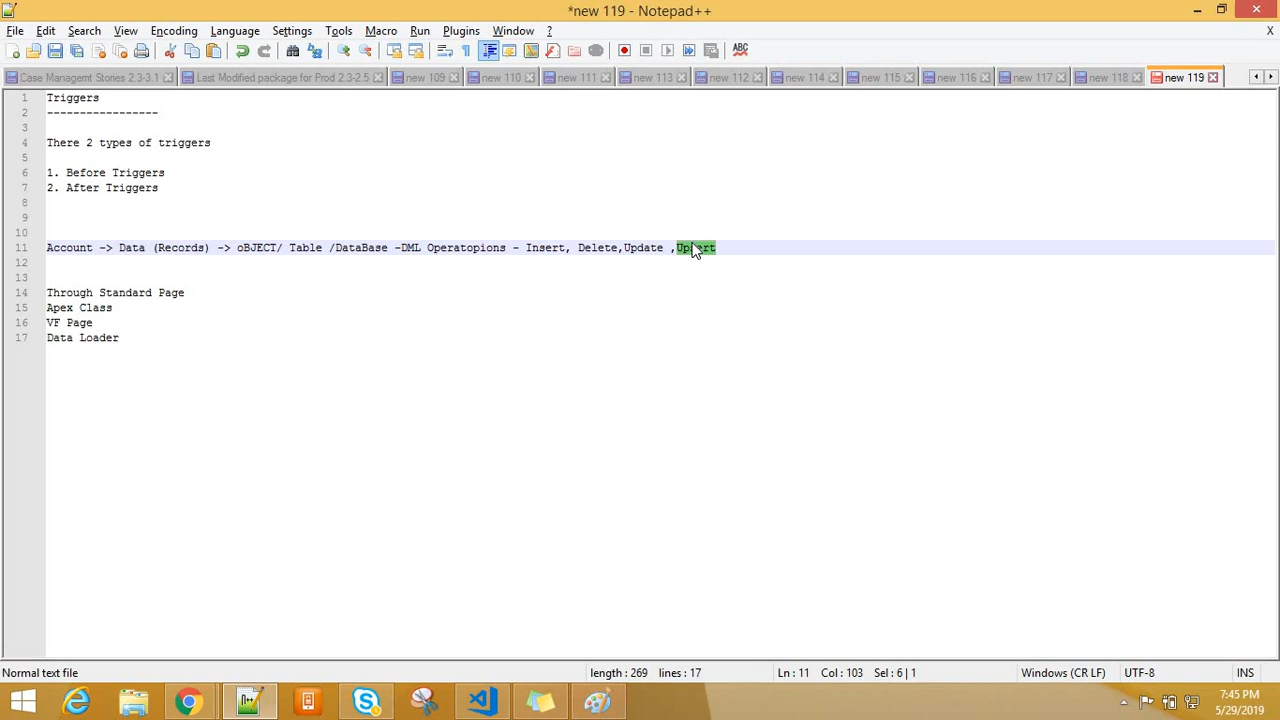 *new 119 - Notepad++
File Edit Search View Encoding Language Settings Tools Macro Run Plugins Window ? X
Case Managemt Stories 2.3-3.1 Last Modified package for Prod 2.3-2.5 new 109 new 110 new 111 new 113 new 112 new 114 new 115 new 116 new 117 new 118 new 119
1 Triggers
2 -----------------
3
4 There 2 types of triggers
5
6 1. Before Triggers
7 2. After Triggers
8
9
10
11 Account -> Data (Records) -> oBJECT/ Table /DataBase -DML Operatopions - Insert, Delete,Update ,Upsert
12
13
14 Through Standard Page
15 Apex Class
16 VF Page
17 Data Loader
Normal text file length : 269 lines : 17 Ln : 11 Col : 103 Sel : 6 | 1 Windows (CR LF) UTF-8 INS
7:45 PM
5/29/2019